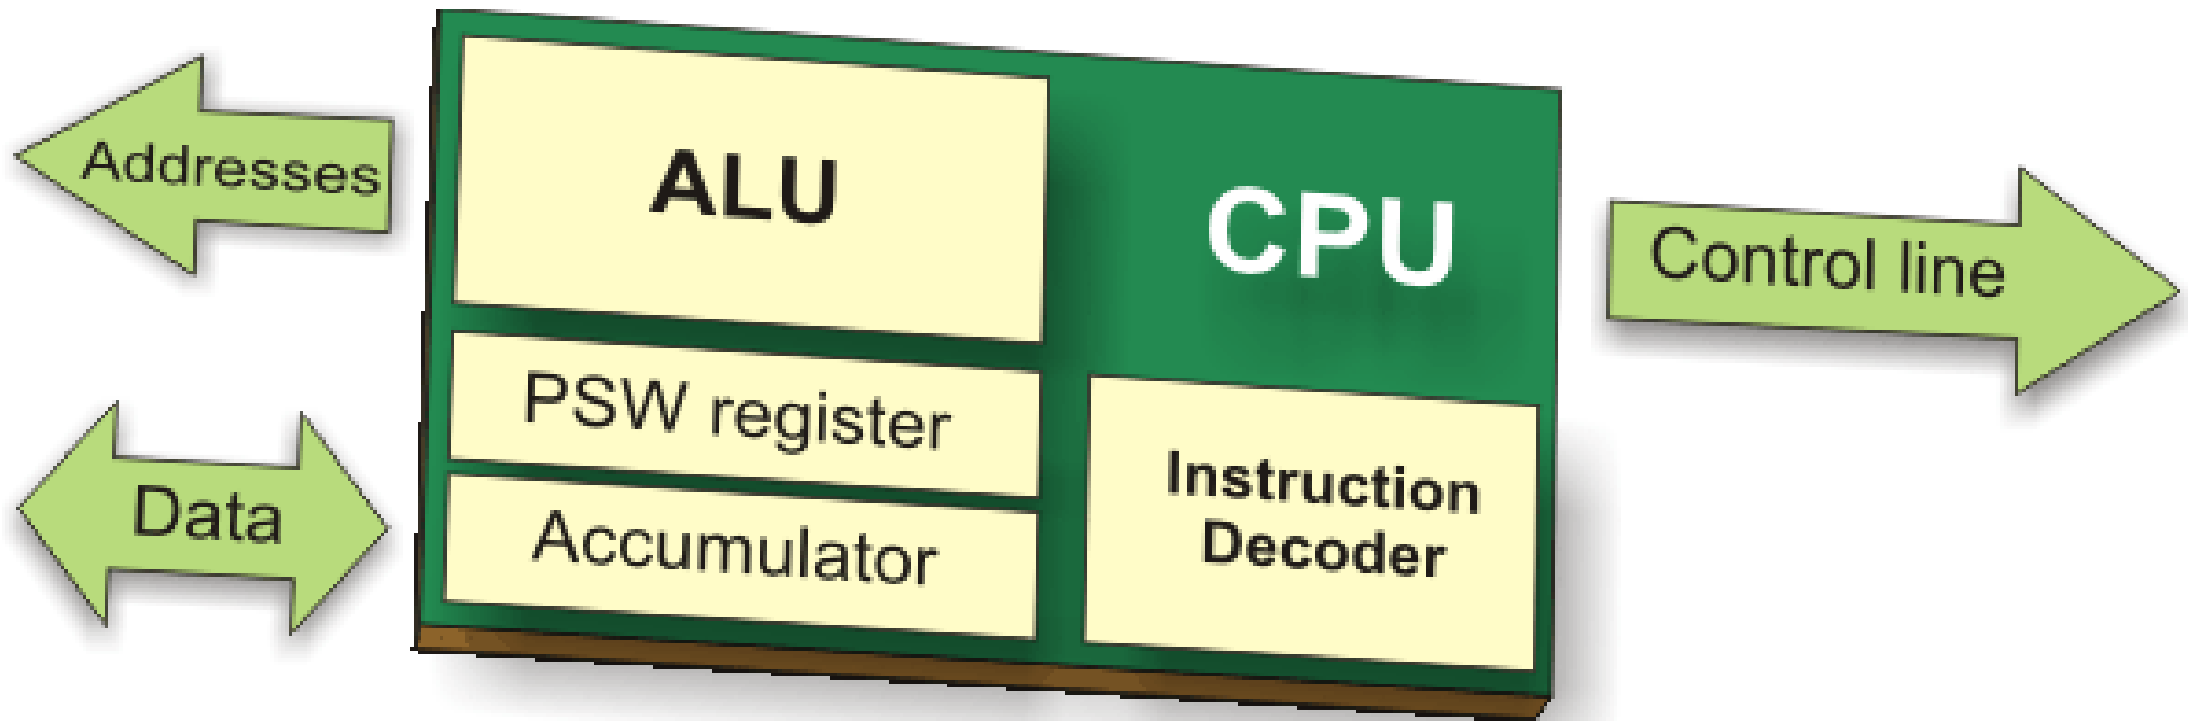 Addresses
ALU
CPU
Control line
PSW register
Data
Accumulator
Instruction
Decoder